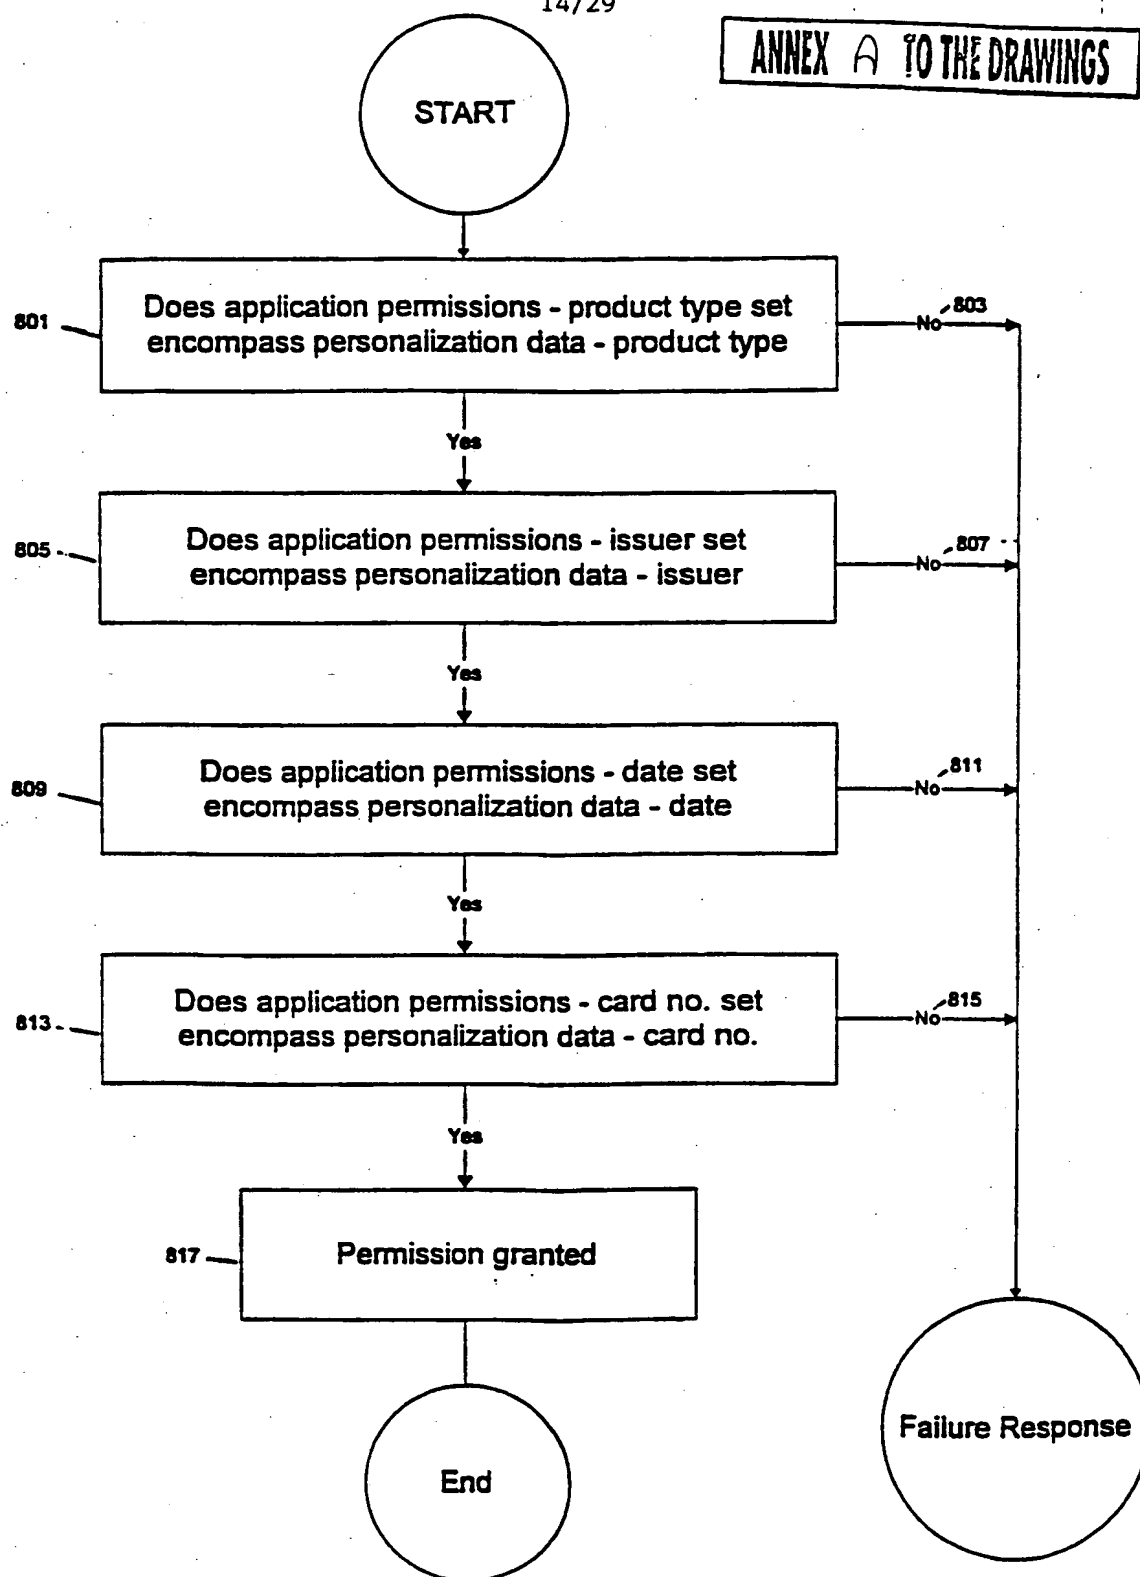 14/29
ANNEX A TO THE DRAWINGS
START
801
Does application permissions - product type set
encompass personalization data - product type
No
803
Yes
805
Does application permissions - issuer set
encompass personalization data - issuer
No
807
Yes
809
Does application permissions - date set
encompass personalization data - date
No
811
Yes
813
Does application permissions - card no. set
encompass personalization data - card no.
No
815
Yes
817
Permission granted
Failure Response
End